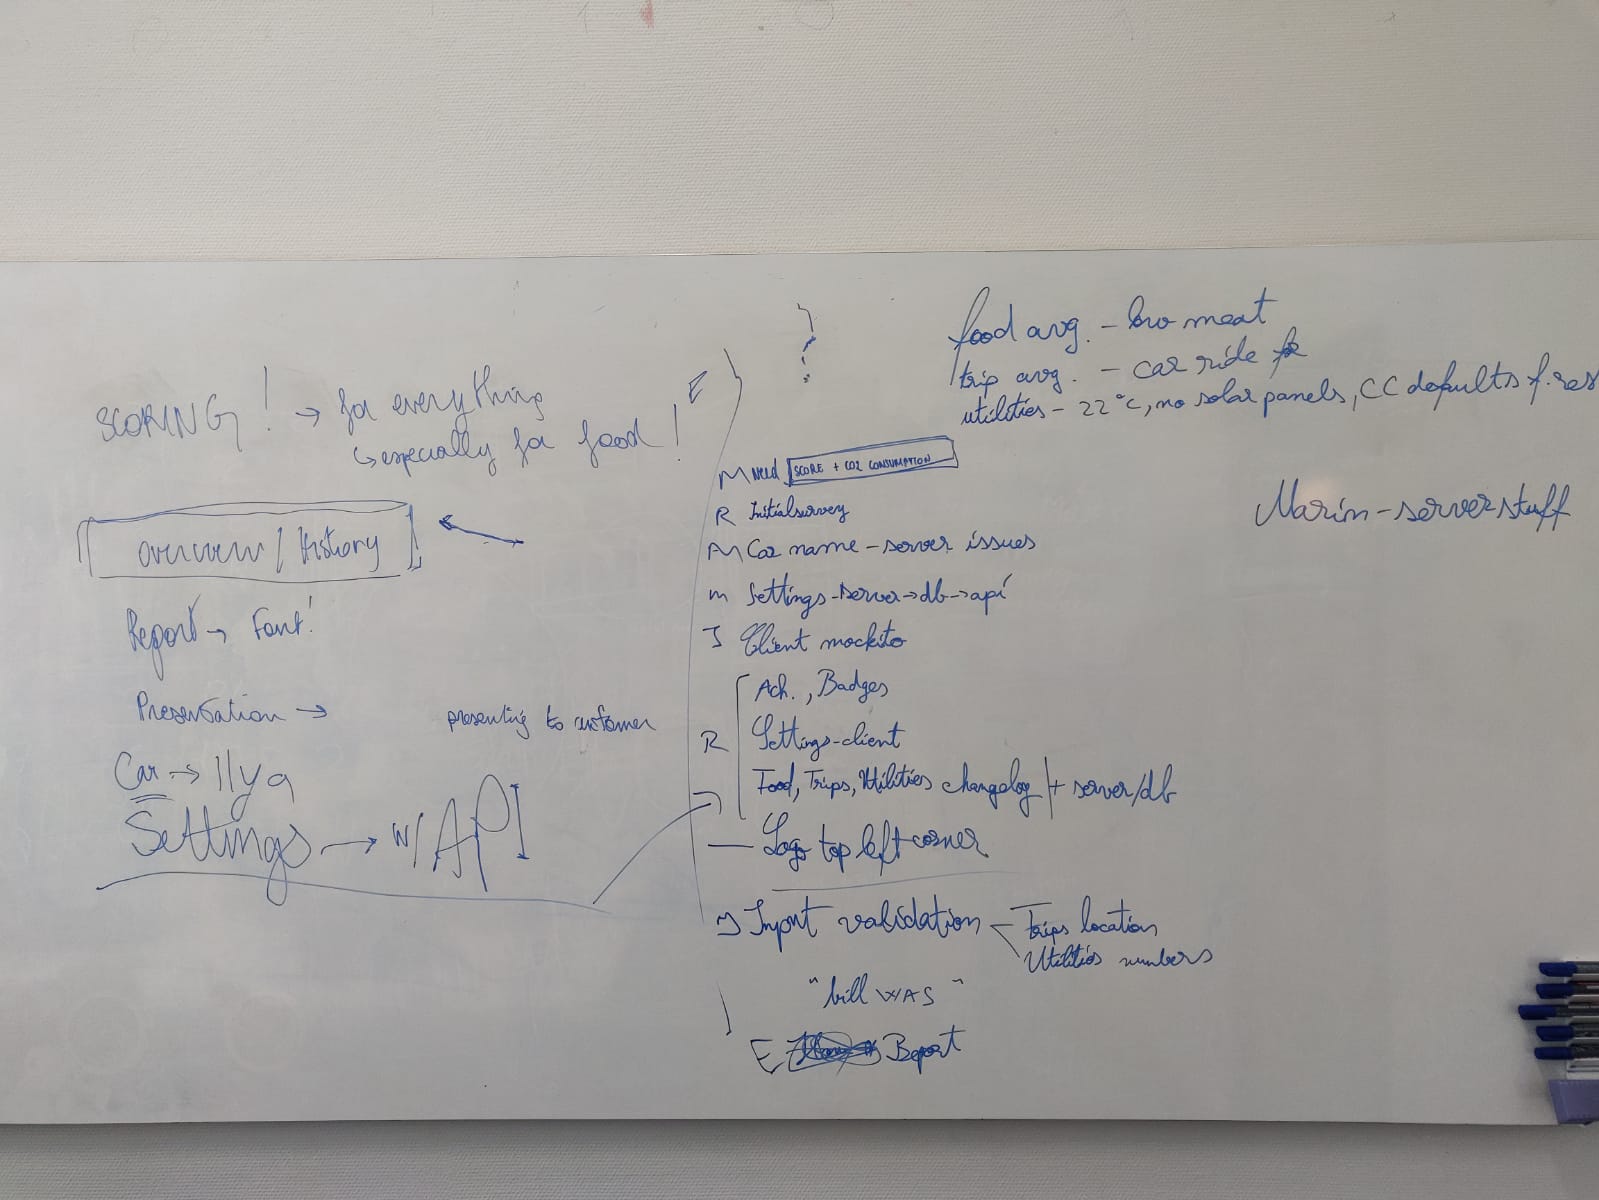 SCORING! → for everything
↳ especially for food!
overview / History
Report → Font!
Presentation →
presenting to customer
Car → Ilya
Settings → w/ API
E
?
food avg. - low meat
trip avg. - car ride
utilities - 22°C, no solar panels, CC defaults f. res
Marin - server stuff
M need SCORE + CO2 CONSUMPTION
R Initial survey
M Car name - server issues
m Settings - server → db → api
I Client mockito
Ach., Badges
R Settings-client
Food, Trips, Utilities changelog + server/db
— Logo top left corner
Input validation - Trips location
Utilities numbers
"bill WAS"
E Report